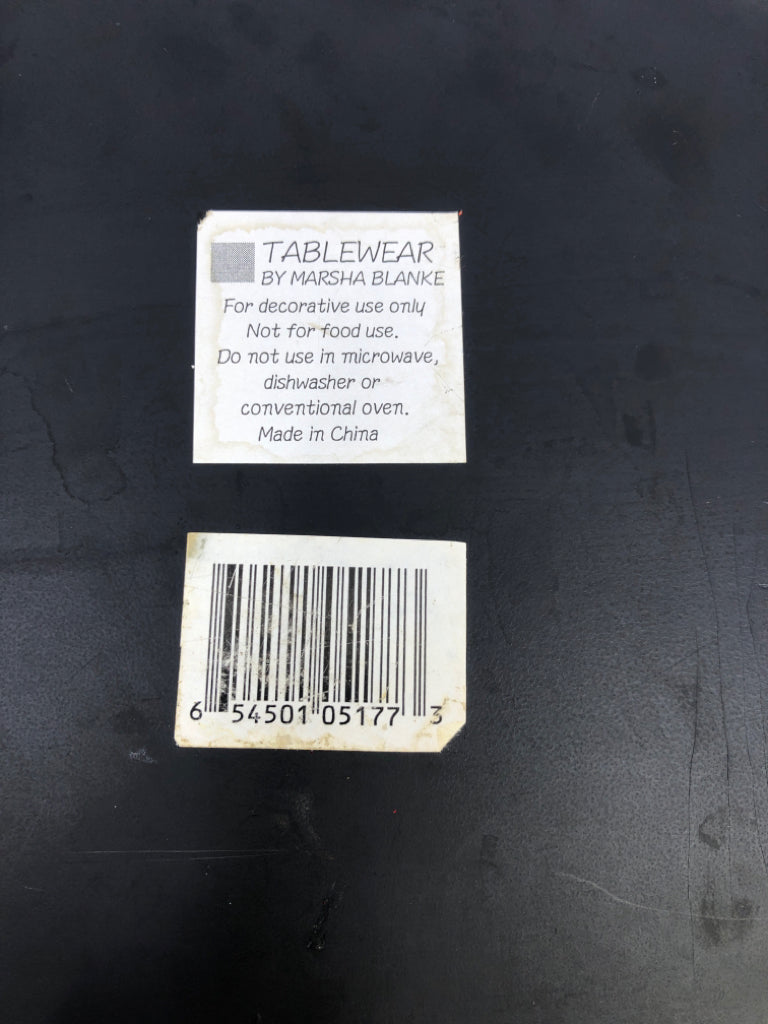 TABLEWEAR
BY MARSHA BLANKE
For decorative use only
Not for food use.
Do not use in microwave,
dishwasher or
conventional oven.
Made in China
6 54501 05177 3